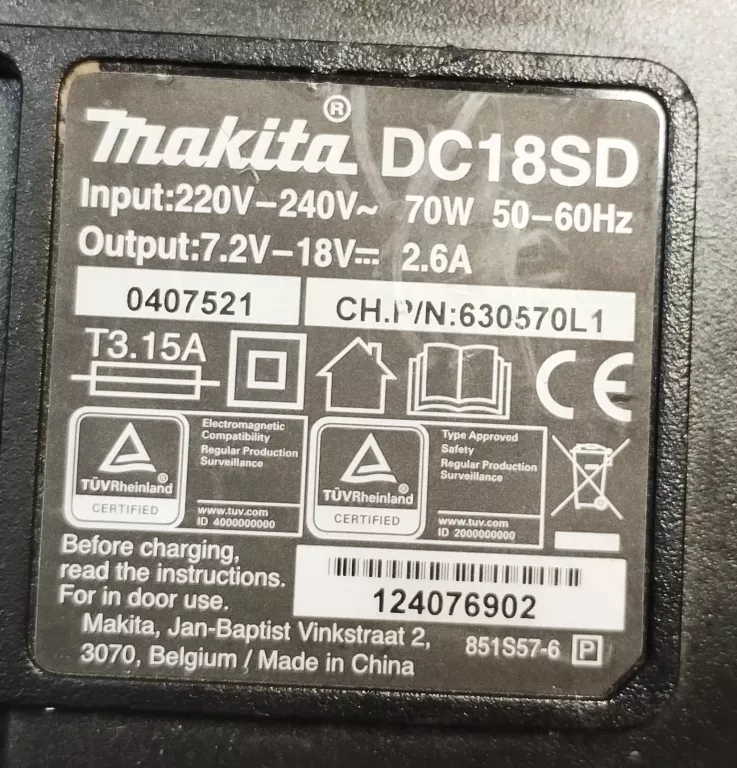 makita® DC18SD
Input:220V–240V~ 70W 50–60Hz
Output:7.2V–18V⎓ 2.6A
0407521
CH.P/N:630570L1
T3.15A
CE
TÜVRheinland®
CERTIFIED
Electromagnetic
Compatibility
Regular Production
Surveillance
www.tuv.com
ID 4000000000
TÜVRheinland®
CERTIFIED
Type Approved
Safety
Regular Production
Surveillance
www.tuv.com
ID 2000000000
Before charging,
read the instructions.
For in door use.
124076902
Makita, Jan-Baptist Vinkstraat 2,
3070, Belgium / Made in China
851S57-6 P